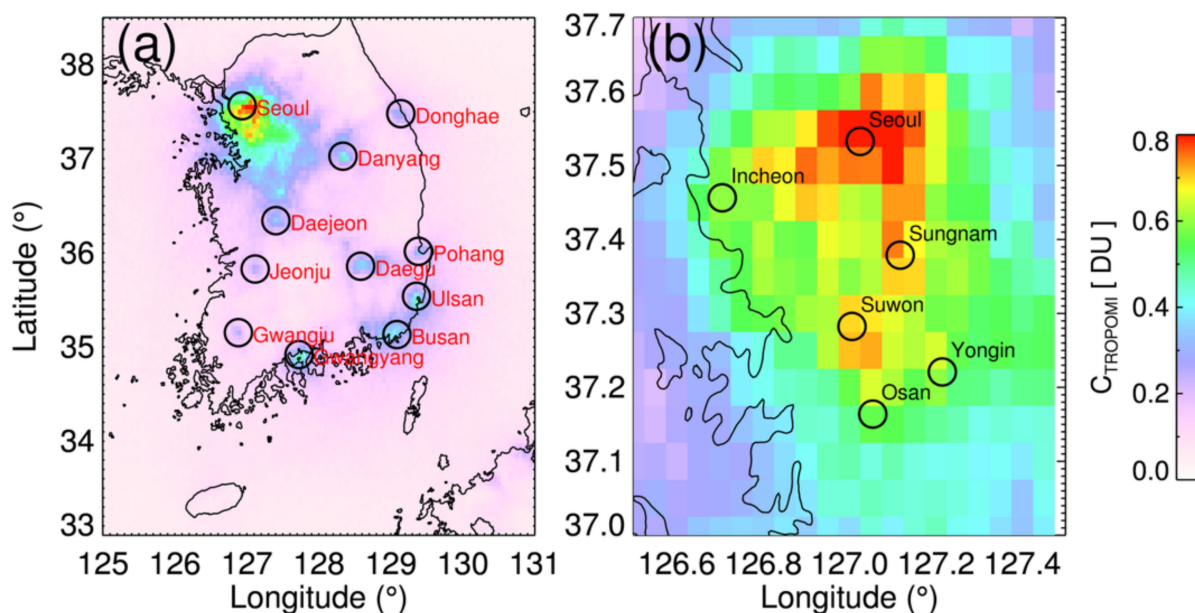 (a)
38
37
36
35
34
33
Latitude (°)
125 126 127 128 129 130 131
Longitude (°)
Seoul
Donghae
Danyang
Daejeon
Pohang
Jeonju
Daegu
Ulsan
Gwangju
Busan
Gwangyang
(b)
37.7
37.6
37.5
37.4
37.3
37.2
37.1
37.0
126.6 126.8 127.0 127.2 127.4
Longitude (°)
Seoul
Incheon
Sungnam
Suwon
Yongin
Osan
0.8
0.6
0.4
0.2
0.0
C_TROPOMI [ DU ]